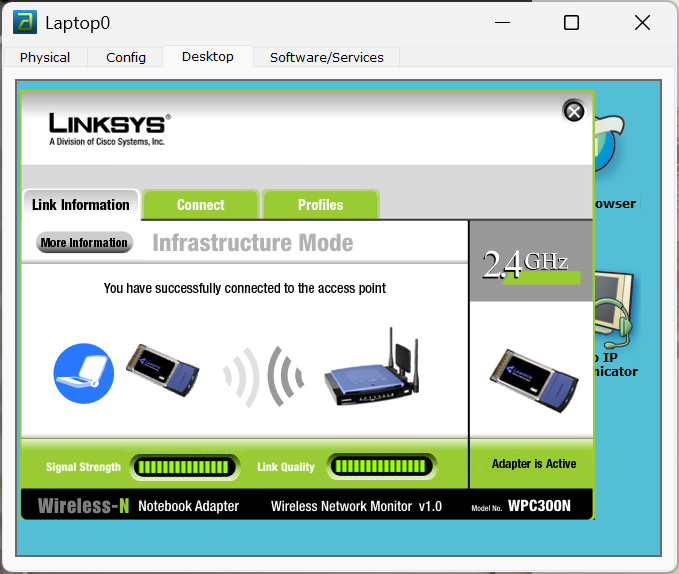 Laptop0
Physical Config Desktop Software/Services
LINKSYS®
A Division of Cisco Systems, Inc.
Link Information Connect Profiles
More Information Infrastructure Mode
2.4GHz
You have successfully connected to the access point
Signal Strength Link Quality
Adapter is Active
Wireless-N Notebook Adapter Wireless Network Monitor v1.0 Model No. WPC300N
owser
o IP
nicator